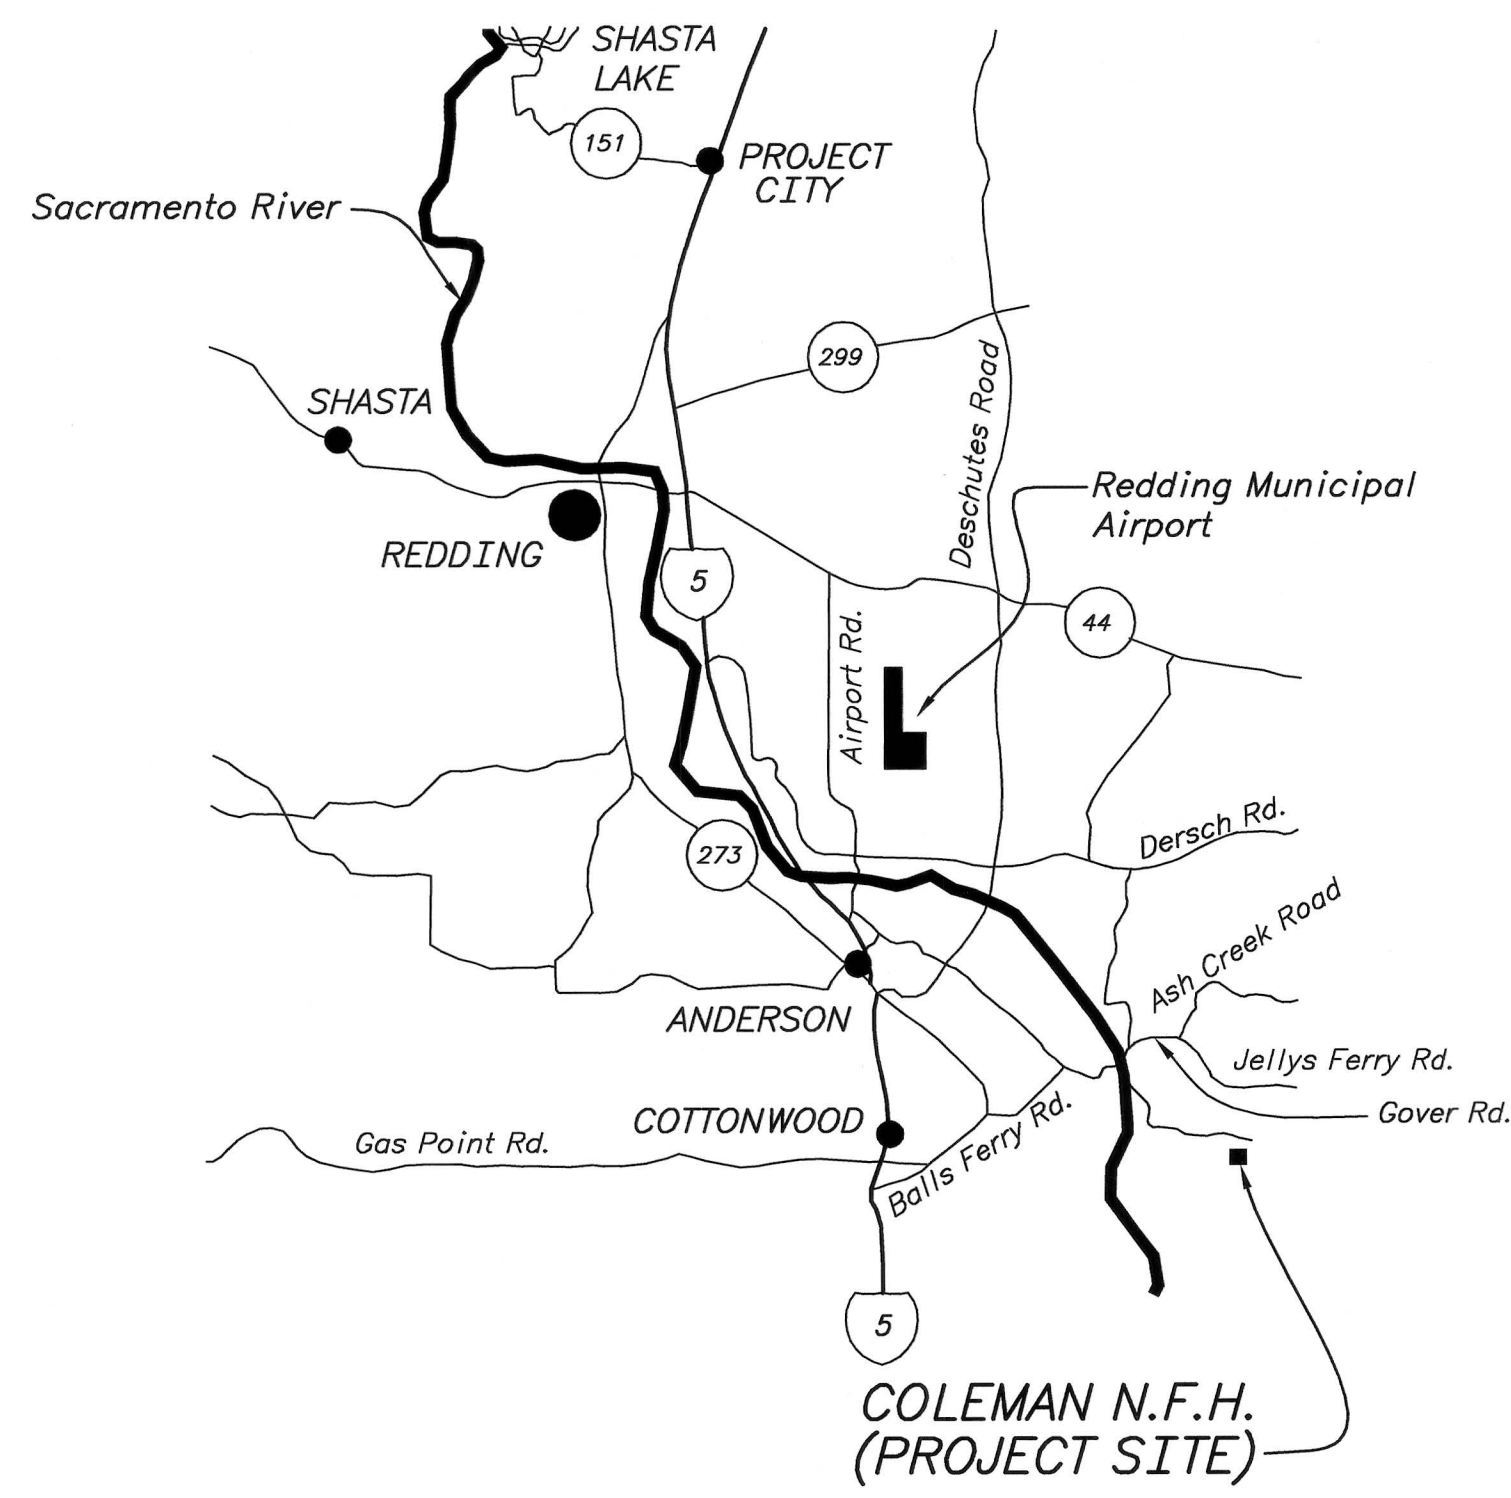 SHASTA
LAKE
151
PROJECT
CITY
Sacramento River
299
SHASTA
Deschutes Road
Redding Municipal
Airport
REDDING
5
44
Airport Rd.
Dersch Rd.
273
Ash Creek Road
ANDERSON
Jellys Ferry Rd.
Gover Rd.
COTTONWOOD
Gas Point Rd.
Balls Ferry Rd.
5
COLEMAN N.F.H.
(PROJECT SITE)